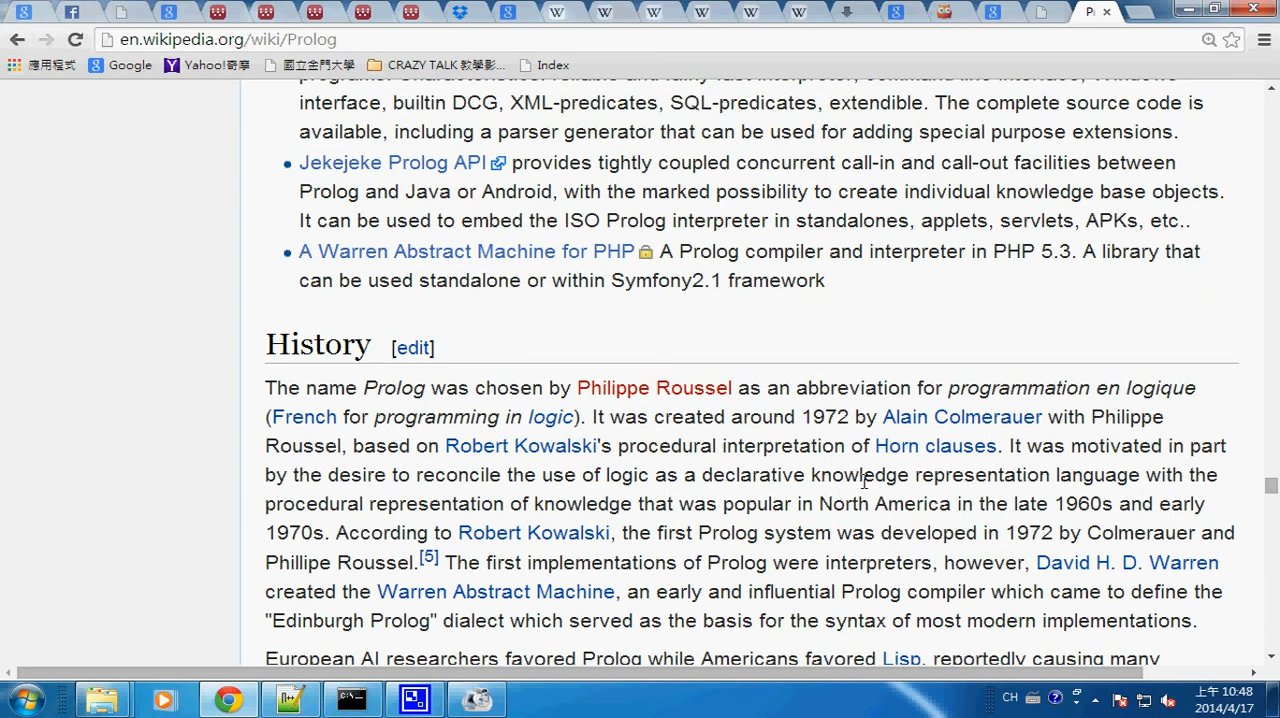 P
en.wikipedia.org/wiki/Prolog
應用程式 Google Yahoo!奇摩 國立金門大學 CRAZY TALK 教學影... Index
interface, builtin DCG, XML-predicates, SQL-predicates, extendible. The complete source code is
available, including a parser generator that can be used for adding special purpose extensions.
Jekejeke Prolog API provides tightly coupled concurrent call-in and call-out facilities between
Prolog and Java or Android, with the marked possibility to create individual knowledge base objects.
It can be used to embed the ISO Prolog interpreter in standalones, applets, servlets, APKs, etc..
A Warren Abstract Machine for PHP A Prolog compiler and interpreter in PHP 5.3. A library that
can be used standalone or within Symfony2.1 framework
History [edit]
The name Prolog was chosen by Philippe Roussel as an abbreviation for programmation en logique
(French for programming in logic). It was created around 1972 by Alain Colmerauer with Philippe
Roussel, based on Robert Kowalski's procedural interpretation of Horn clauses. It was motivated in part
by the desire to reconcile the use of logic as a declarative knowledge representation language with the
procedural representation of knowledge that was popular in North America in the late 1960s and early
1970s. According to Robert Kowalski, the first Prolog system was developed in 1972 by Colmerauer and
Phillipe Roussel.[5] The first implementations of Prolog were interpreters, however, David H. D. Warren
created the Warren Abstract Machine, an early and influential Prolog compiler which came to define the
"Edinburgh Prolog" dialect which served as the basis for the syntax of most modern implementations.
European AI researchers favored Prolog while Americans favored Lisp, reportedly causing many
CH 上午 10:48
2014/4/17